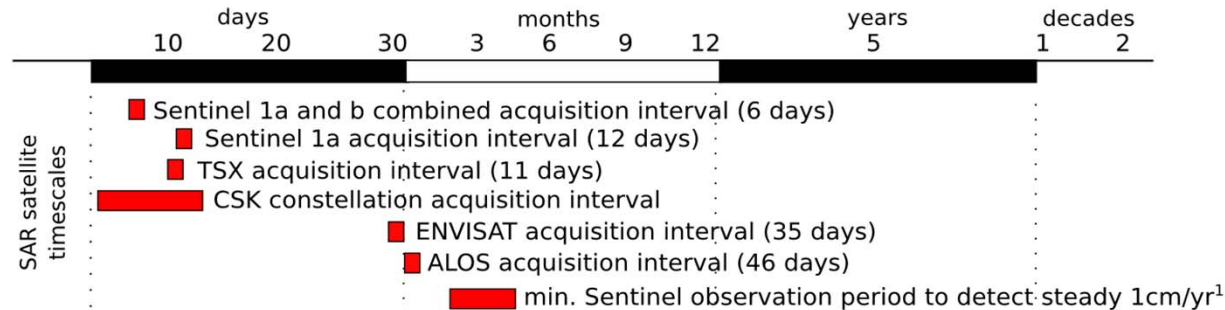 days months years decades
10 20 30 3 6 9 12 5 1 2
SAR satellite
timescales
Sentinel 1a and b combined acquisition interval (6 days)
Sentinel 1a acquisition interval (12 days)
TSX acquisition interval (11 days)
CSK constellation acquisition interval
ENVISAT acquisition interval (35 days)
ALOS acquisition interval (46 days)
min. Sentinel observation period to detect steady 1cm/yr¹